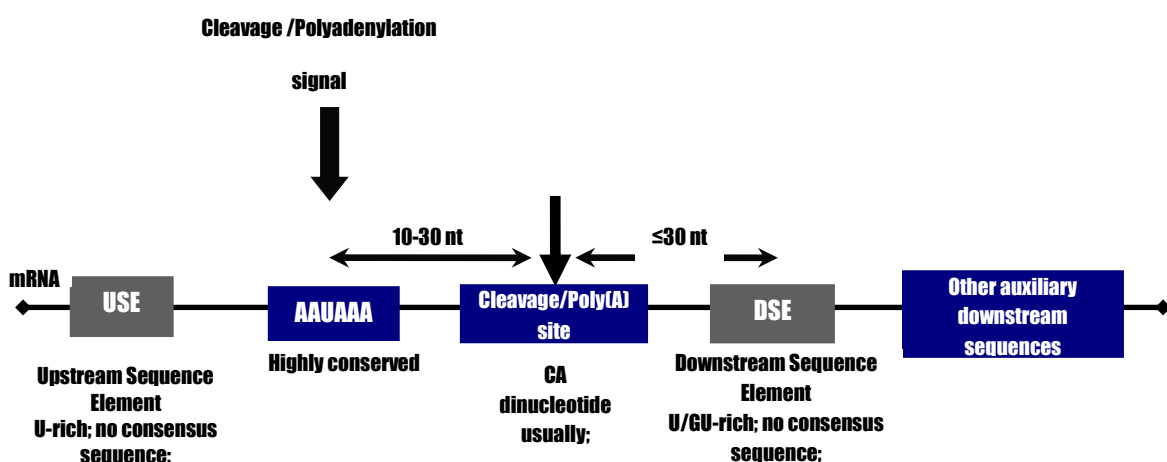 Cleavage /Polyadenylation
signal
10-30 nt
≤30 nt
mRNA
USE
AAUAAA
Cleavage/Poly(A)
site
DSE
Other auxiliary
downstream
sequences
Upstream Sequence
Element
U-rich; no consensus
sequence;
Highly conserved
CA
dinucleotide
usually;
Downstream Sequence
Element
U/GU-rich; no consensus
sequence;